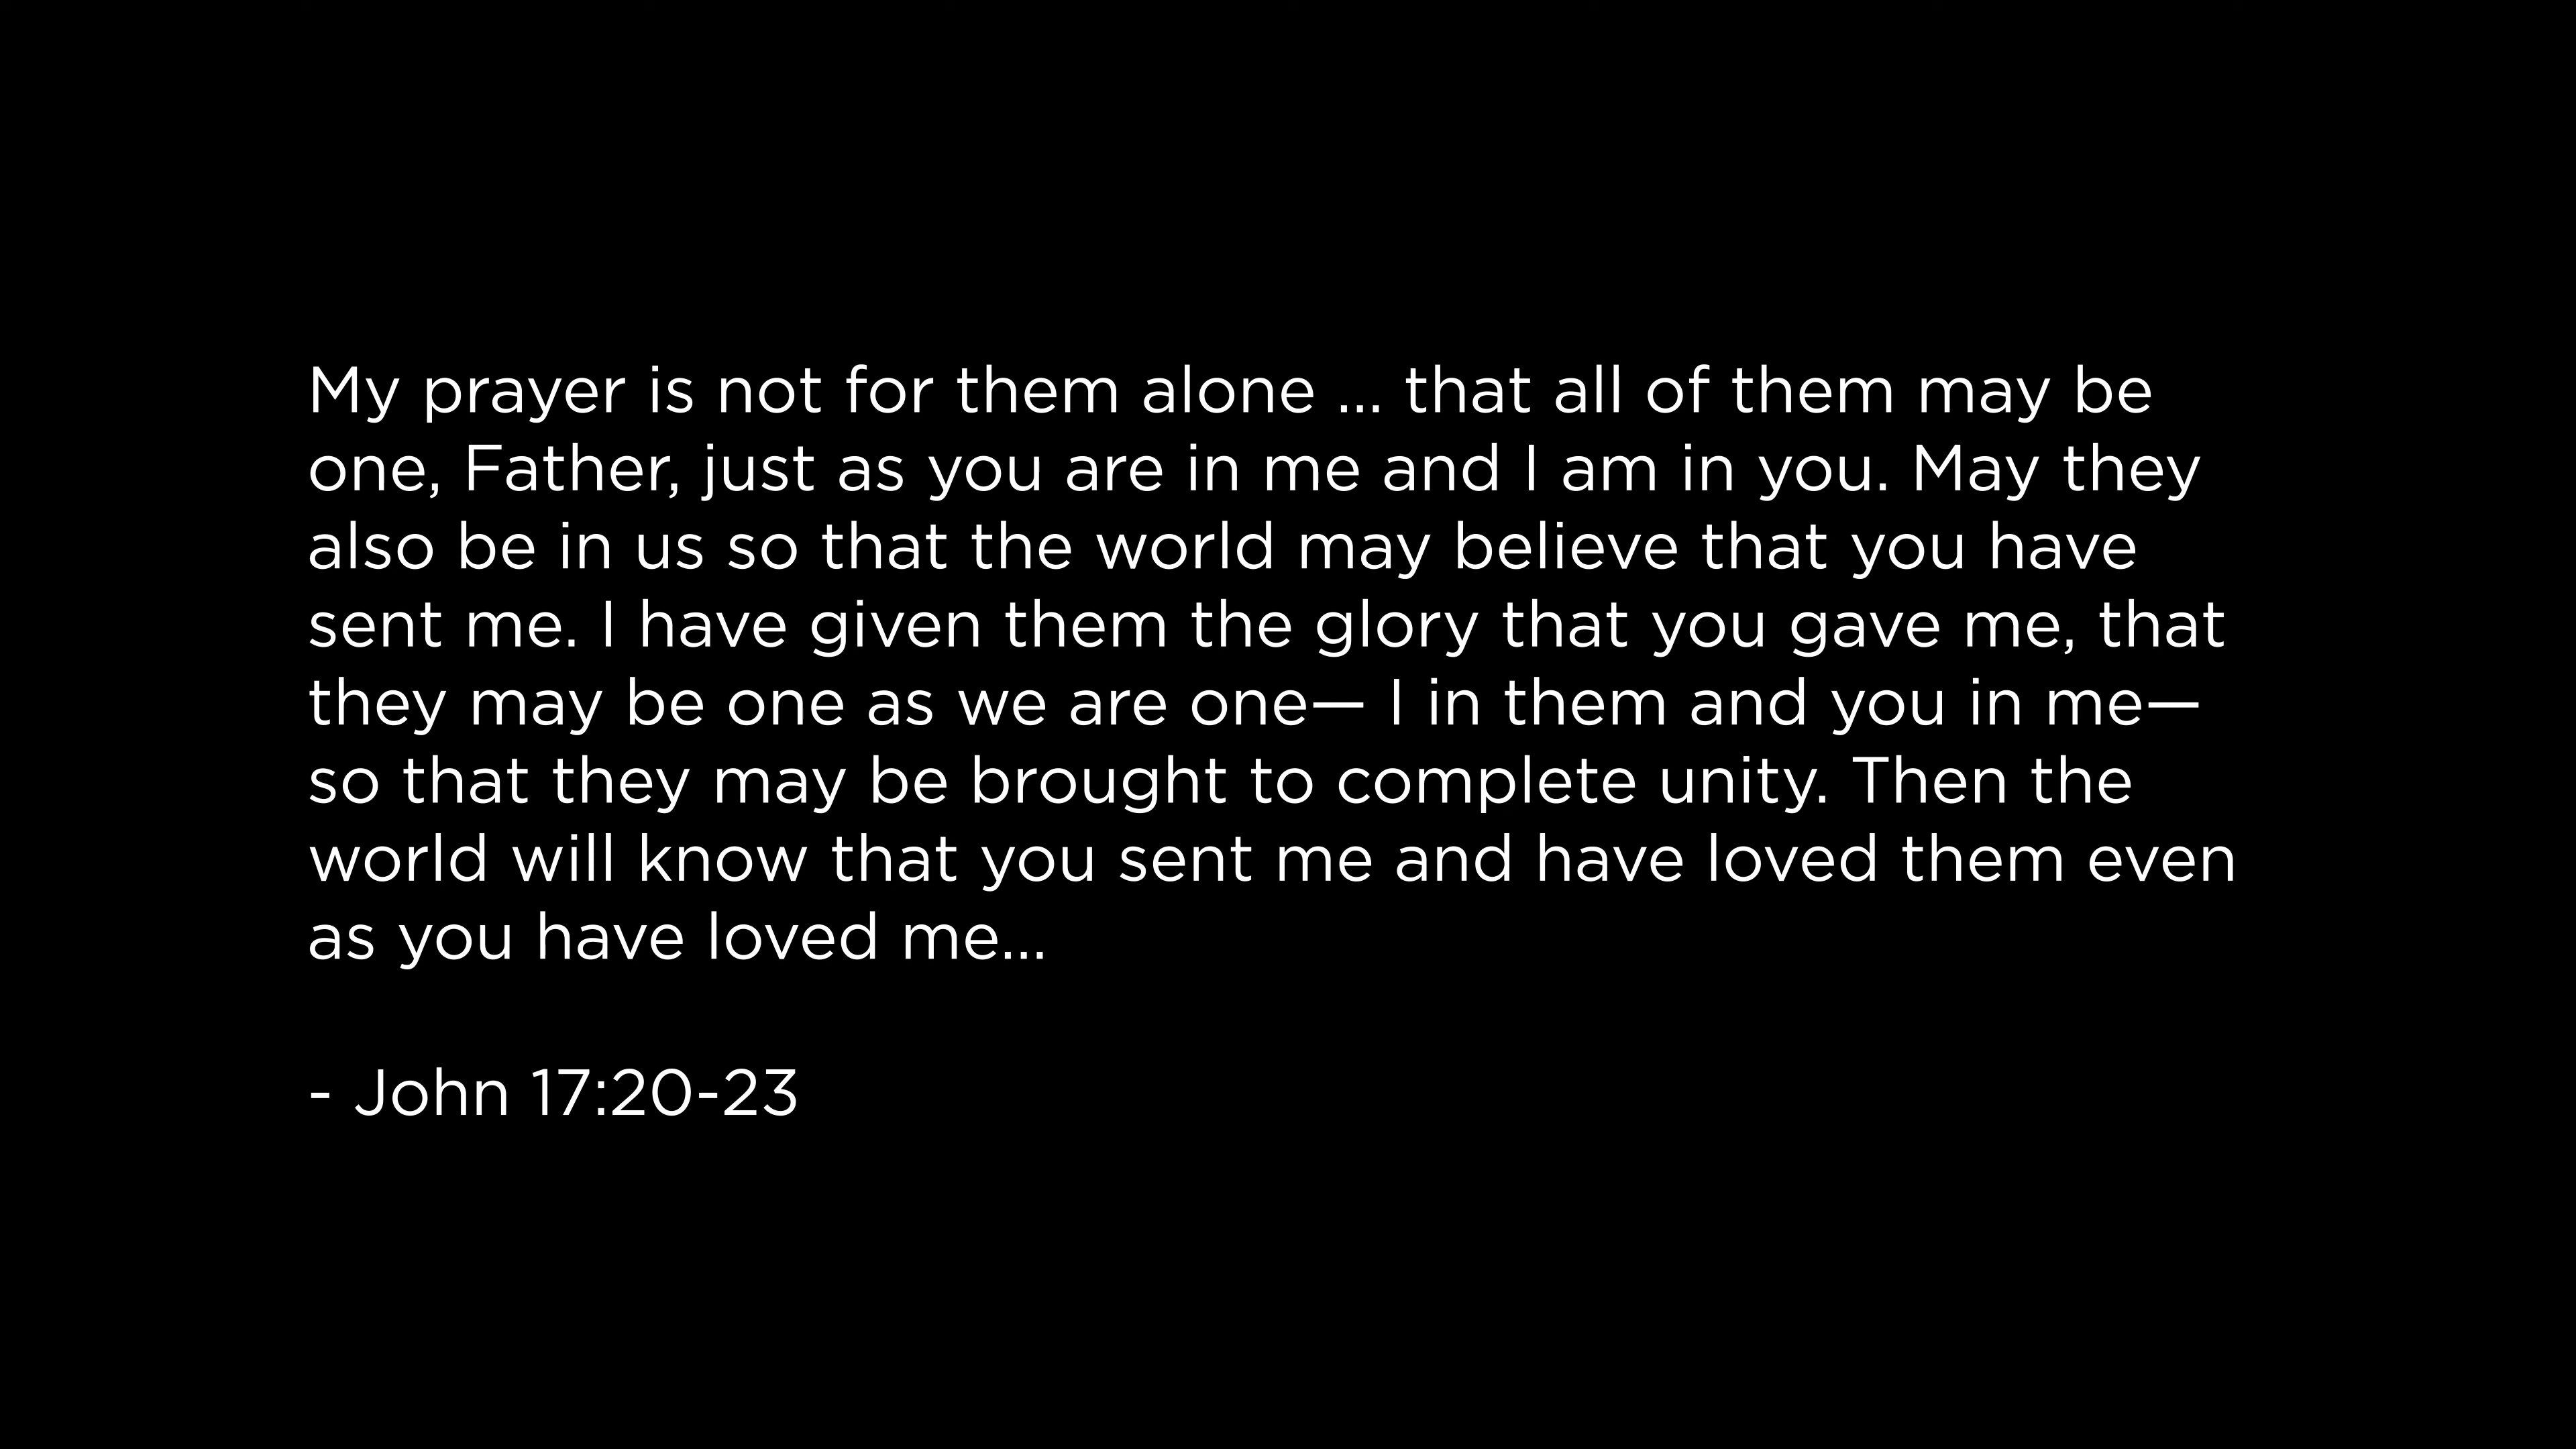 My prayer is not for them alone ... that all of them may be
one, Father, just as you are in me and I am in you. May they
also be in us so that the world may believe that you have
sent me. I have given them the glory that you gave me, that
they may be one as we are one— I in them and you in me—
so that they may be brought to complete unity. Then the
world will know that you sent me and have loved them even
as you have loved me...
- John 17:20-23